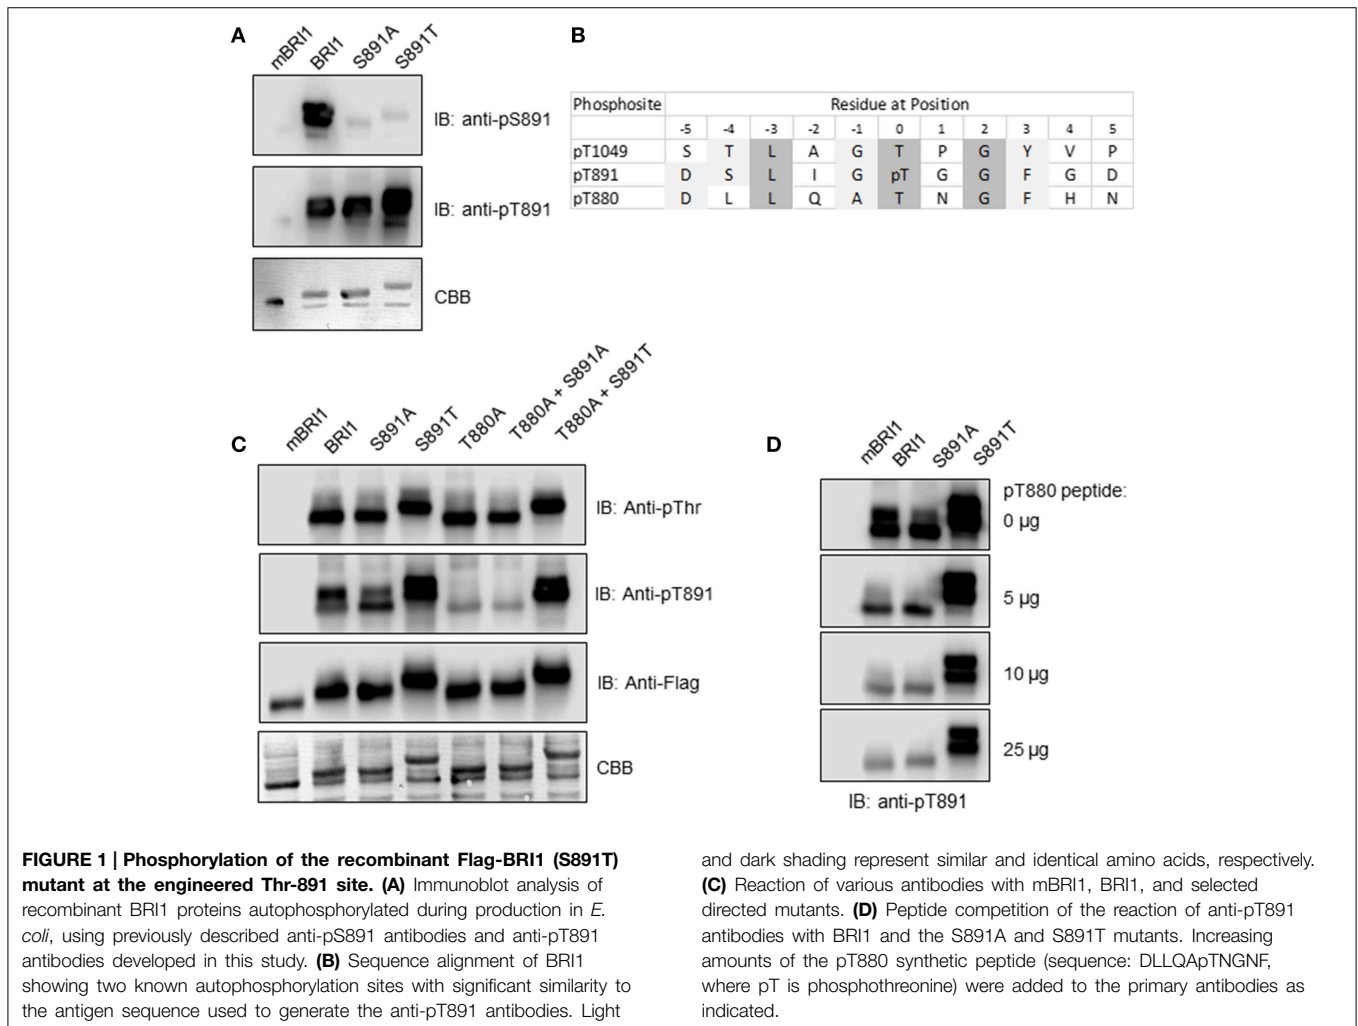 A
mBRI1
BRI1
S891A
S891T
IB: anti-pS891
IB: anti-pT891
CBB
B
Phosphosite Residue at Position
-5 -4 -3 -2 -1 0 1 2 3 4 5
pT1049 S T L A G T P G Y V P
pT891 D S L I G pT G G F G D
pT880 D L L Q A T N G F H N
C
mBRI1
BRI1
S891A
S891T
T880A
T880A + S891A
T880A + S891T
IB: Anti-pThr
IB: Anti-pT891
IB: Anti-Flag
CBB
D
mBRI1
BRI1
S891A
S891T
pT880 peptide:
0 µg
5 µg
10 µg
25 µg
IB: anti-pT891
FIGURE 1 | Phosphorylation of the recombinant Flag-BRI1 (S891T)
mutant at the engineered Thr-891 site. (A) Immunoblot analysis of
recombinant BRI1 proteins autophosphorylated during production in E.
coli, using previously described anti-pS891 antibodies and anti-pT891
antibodies developed in this study. (B) Sequence alignment of BRI1
showing two known autophosphorylation sites with significant similarity to
the antigen sequence used to generate the anti-pT891 antibodies. Light
and dark shading represent similar and identical amino acids, respectively.
(C) Reaction of various antibodies with mBRI1, BRI1, and selected
directed mutants. (D) Peptide competition of the reaction of anti-pT891
antibodies with BRI1 and the S891A and S891T mutants. Increasing
amounts of the pT880 synthetic peptide (sequence: DLLQApTNGNF,
where pT is phosphothreonine) were added to the primary antibodies as
indicated.